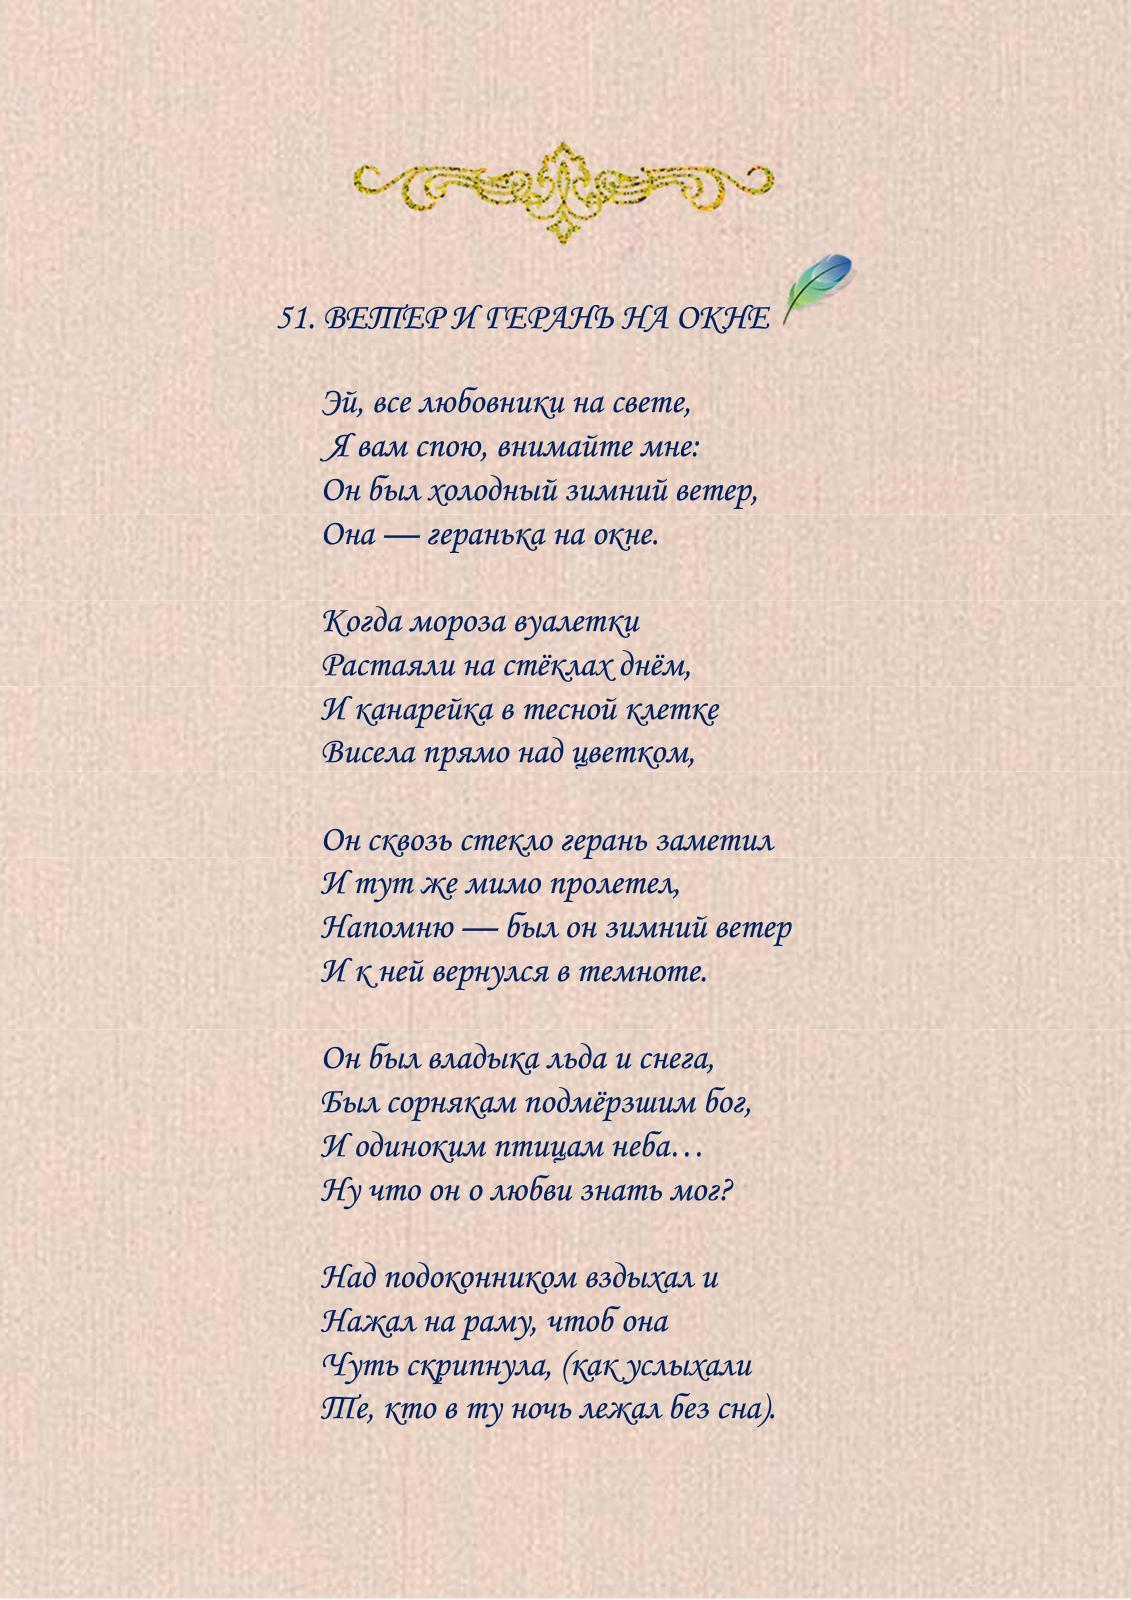 51. ВЕТЕР И ГЕРАНЬ НА ОКНЕ
Эй, все любовники на свете,
Я вам спою, внимайте мне:
Он был холодный зимний ветер,
Она — геранька на окне.
Когда мороза вуалетки
Растаяли на стёклах днём,
И канарейка в тесной клетке
Висела прямо над цветком,
Он сквозь стекло герань заметил
И тут же мимо пролетел,
Напомню — был он зимний ветер
И к ней вернулся в темноте.
Он был владыка льда и снега,
Был сорнякам подмёрзшим бог,
И одиноким птицам неба…
Ну что он о любви знать мог?
Над подоконником вздыхал и
Нажал на раму, чтоб она
Чуть скрипнула, (как услыхали
Те, кто в ту ночь лежал без сна).